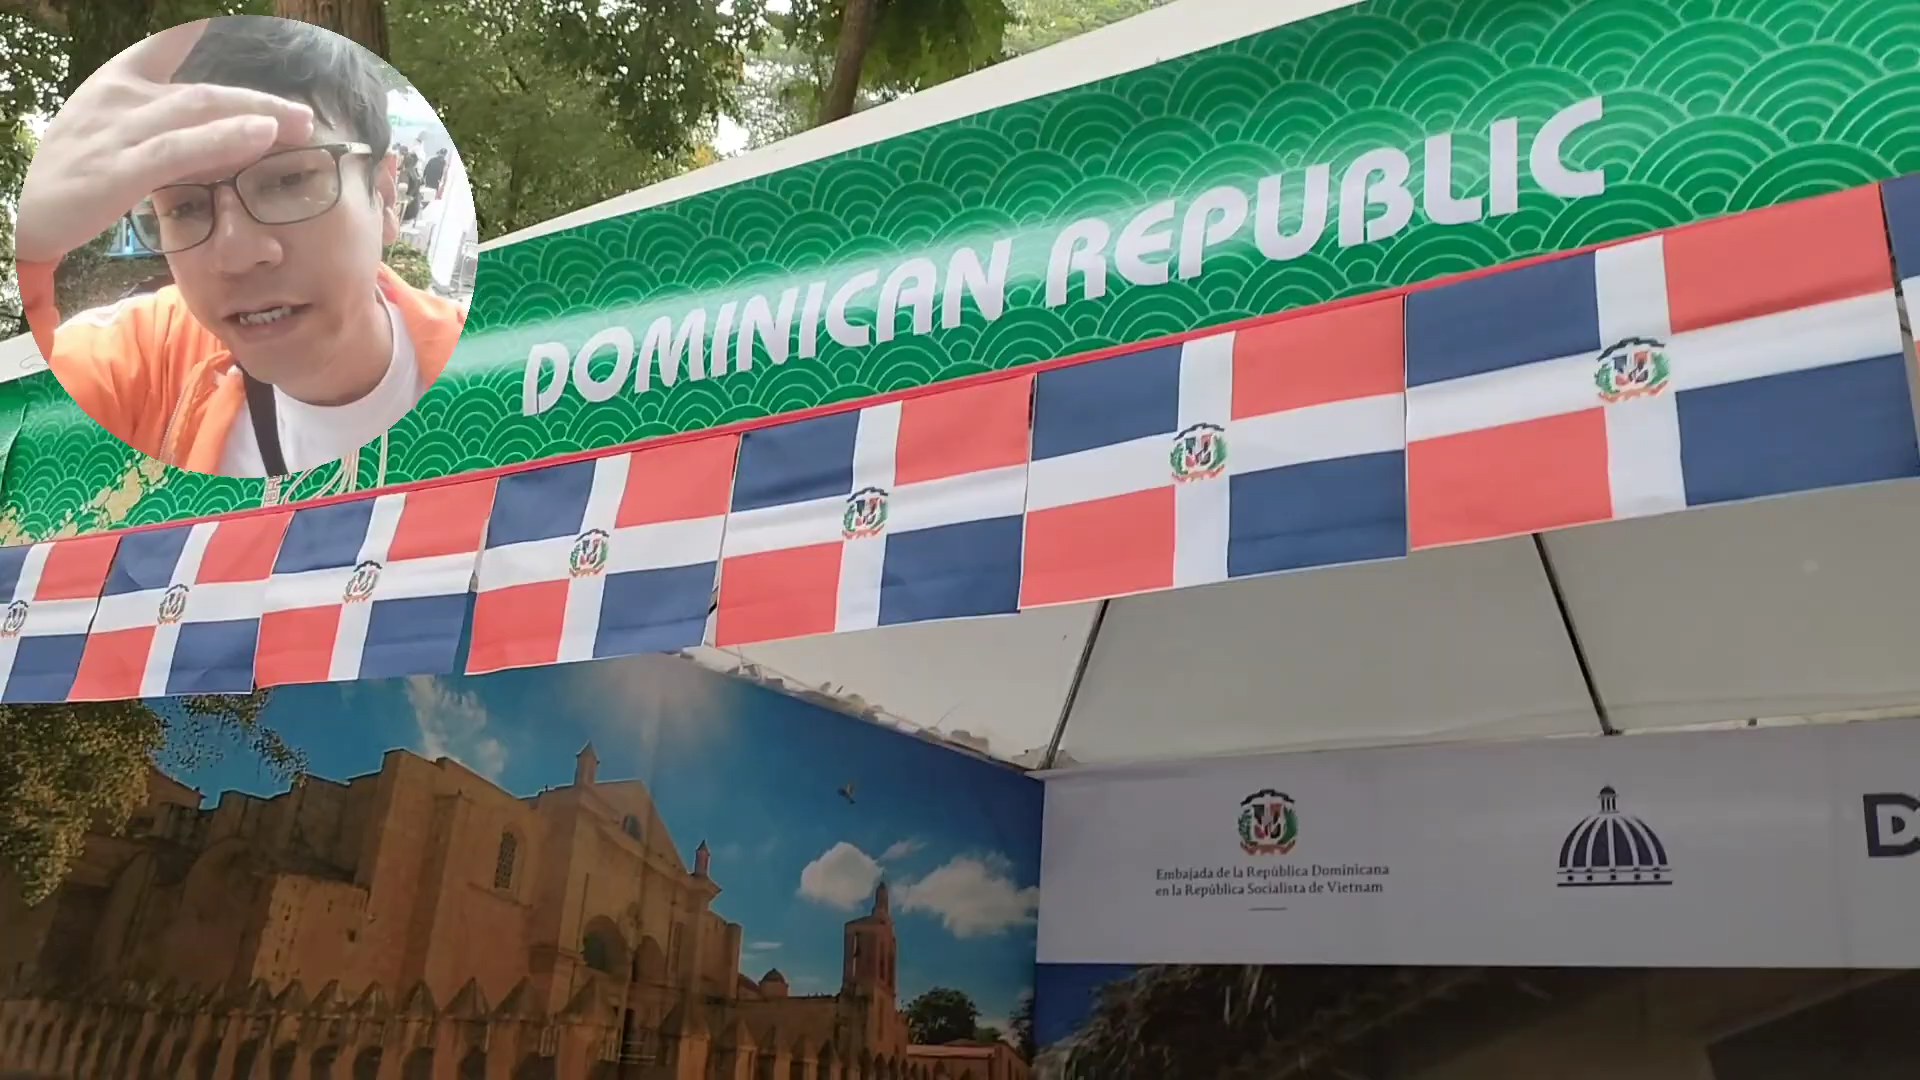 DOMINICAN REPUBLIC
Embajada de la República Dominicana
en la República Socialista de Vietnam